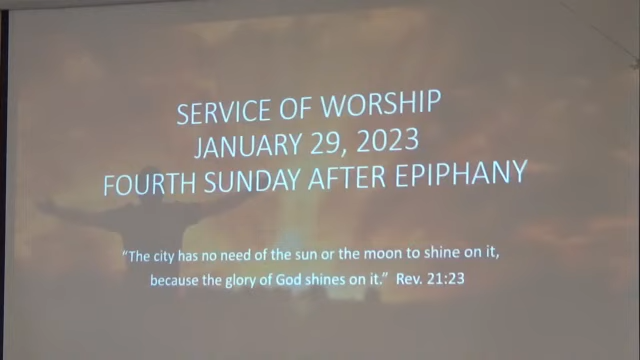 SERVICE OF WORSHIP
JANUARY 29, 2023
FOURTH SUNDAY AFTER EPIPHANY
“The city has no need of the sun or the moon to shine on it,
because the glory of God shines on it.” Rev. 21:23